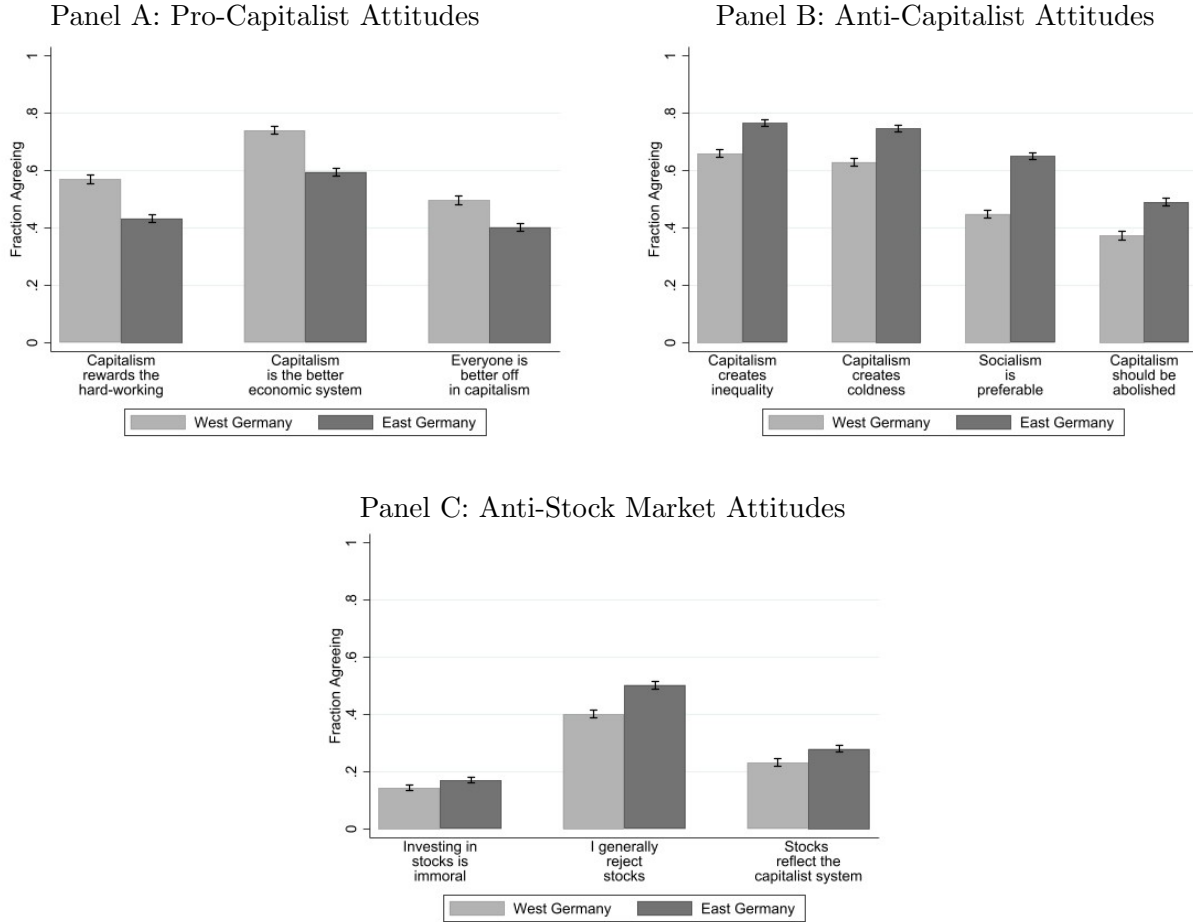 Panel A: Pro-Capitalist Attitudes
1
.8
.6
.4
.2
0
Fraction Agreeing
Capitalism
rewards the
hard-working
Capitalism
is the better
economic system
Everyone is
better off
in capitalism
West Germany
East Germany
Panel B: Anti-Capitalist Attitudes
1
.8
.6
.4
.2
0
Fraction Agreeing
Capitalism
creates
inequality
Capitalism
creates
coldness
Socialism
is
preferable
Capitalism
should be
abolished
West Germany
East Germany
Panel C: Anti-Stock Market Attitudes
1
.8
.6
.4
.2
0
Fraction Agreeing
Investing in
stocks is
immoral
I generally
reject
stocks
Stocks
reflect the
capitalist system
West Germany
East Germany